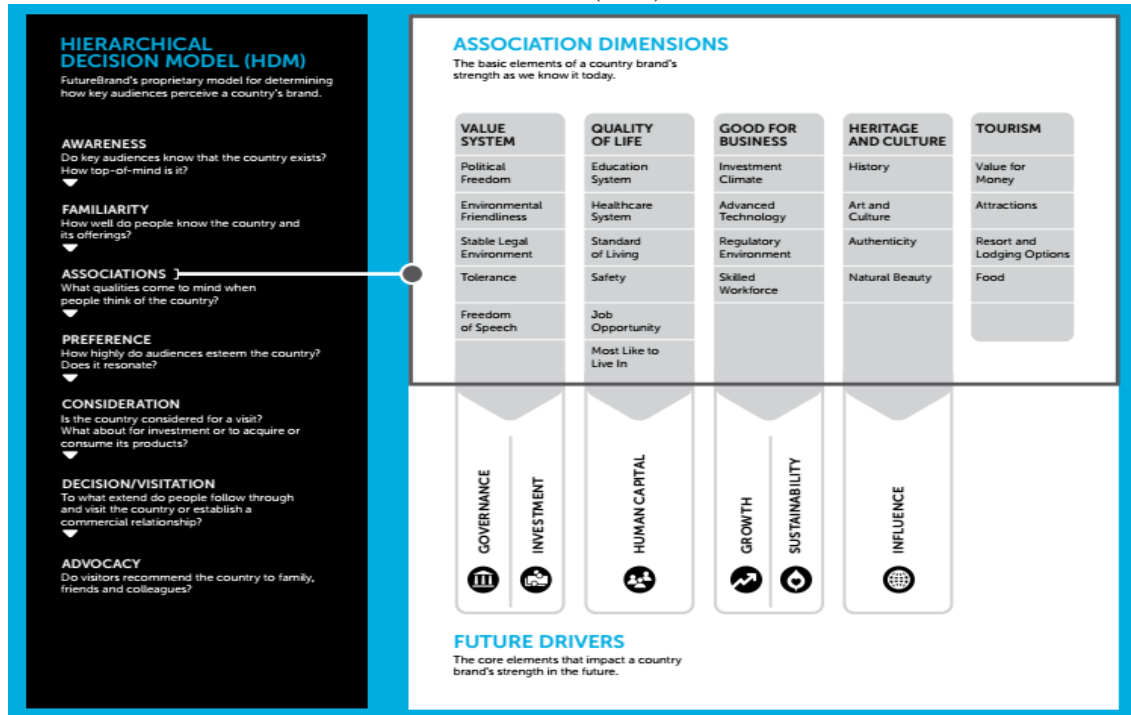 HIERARCHICAL
DECISION MODEL (HDM)
FutureBrand's proprietary model for determining
how key audiences perceive a country's brand.
AWARENESS
Do key audiences know that the country exists?
How top-of-mind is it?
FAMILIARITY
How well do people know the country and
its offerings?
ASSOCIATIONS
What qualities come to mind when
people think of the country?
PREFERENCE
How highly do audiences esteem the country?
Does it resonate?
CONSIDERATION
Is the country considered for a visit?
What about for investment or to acquire or
consume its products?
DECISION/VISITATION
To what extend do people follow through
and visit the country or establish a
commercial relationship?
ADVOCACY
Do visitors recommend the country to family,
friends and colleagues?
ASSOCIATION DIMENSIONS
The basic elements of a country brand's
strength as we know it today.
VALUE
SYSTEM
Political
Freedom
Environmental
Friendliness
Stable Legal
Environment
Tolerance
Freedom
of Speech
QUALITY
OF LIFE
Education
System
Healthcare
System
Standard
of Living
Safety
Job
Opportunity
Most Like to
Live In
GOOD FOR
BUSINESS
Investment
Climate
Advanced
Technology
Regulatory
Environment
Skilled
Workforce
HERITAGE
AND CULTURE
History
Art and
Culture
Authenticity
Natural Beauty
TOURISM
Value for
Money
Attractions
Resort and
Lodging Options
Food
GOVERNANCE
INVESTMENT
HUMAN CAPITAL
GROWTH
SUSTAINABILITY
INFLUENCE
FUTURE DRIVERS
The core elements that impact a country
brand's strength in the future.